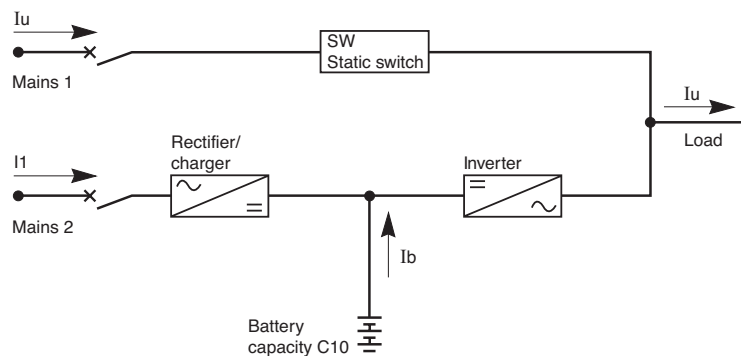 Iu
SW
Static switch
Mains 1
Iu
Load
I1
Rectifier/
charger
Inverter
Mains 2
Ib
Battery
capacity C10